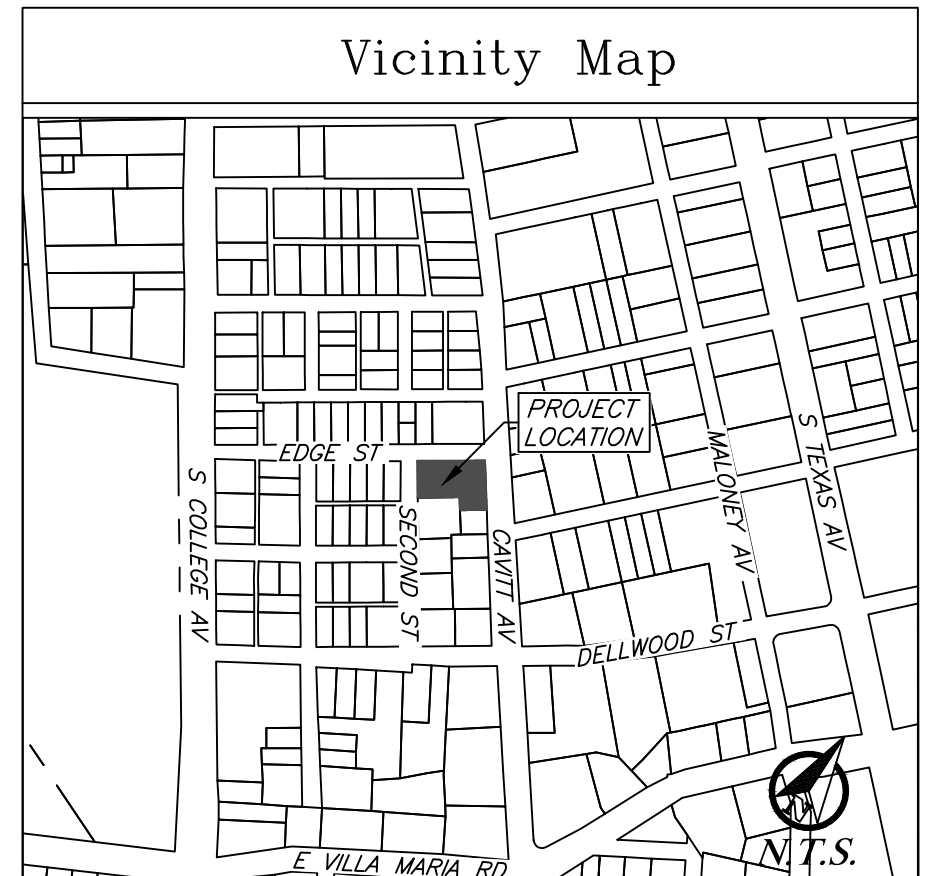 Vicinity Map
PROJECT
LOCATION
EDGE ST
S COLLEGE AV
SECOND ST
CAVITT AV
MALONEY AV
S TEXAS AV
DELLWOOD ST
E VILLA MARIA RD
N
N.T.S.